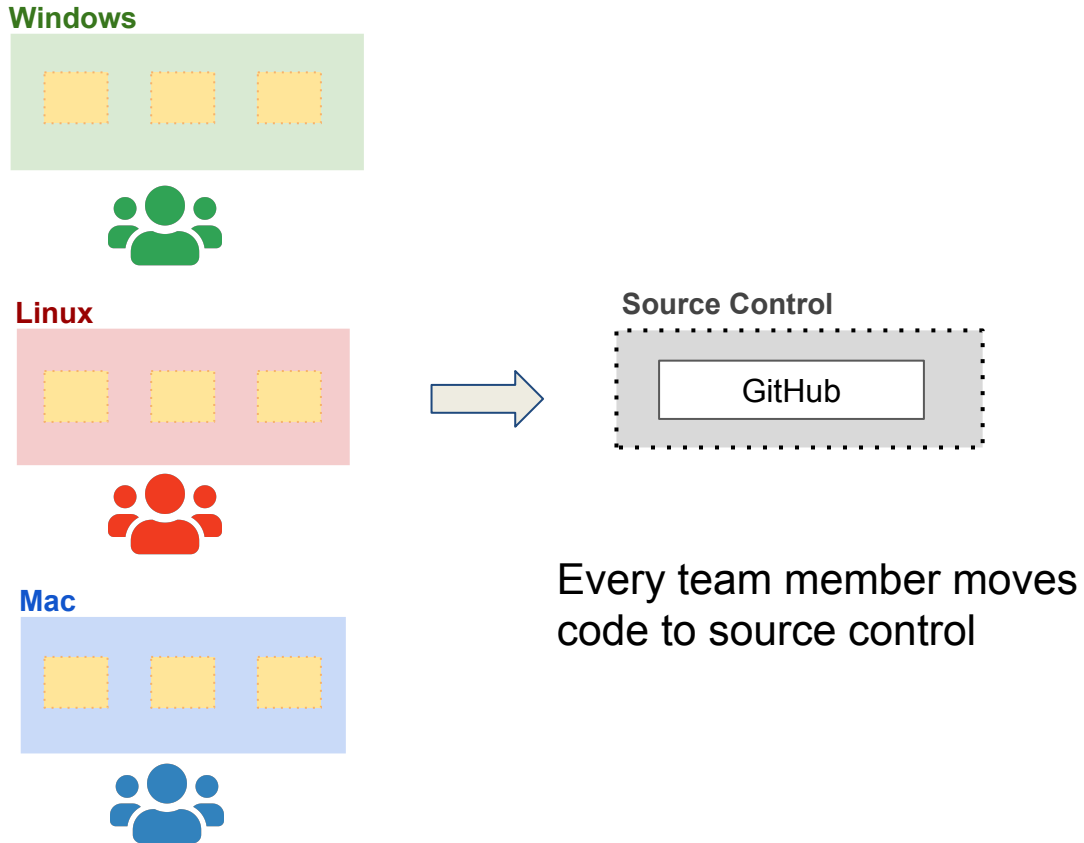 Windows
Linux
Source Control
GitHub
Every team member moves
code to source control
Mac